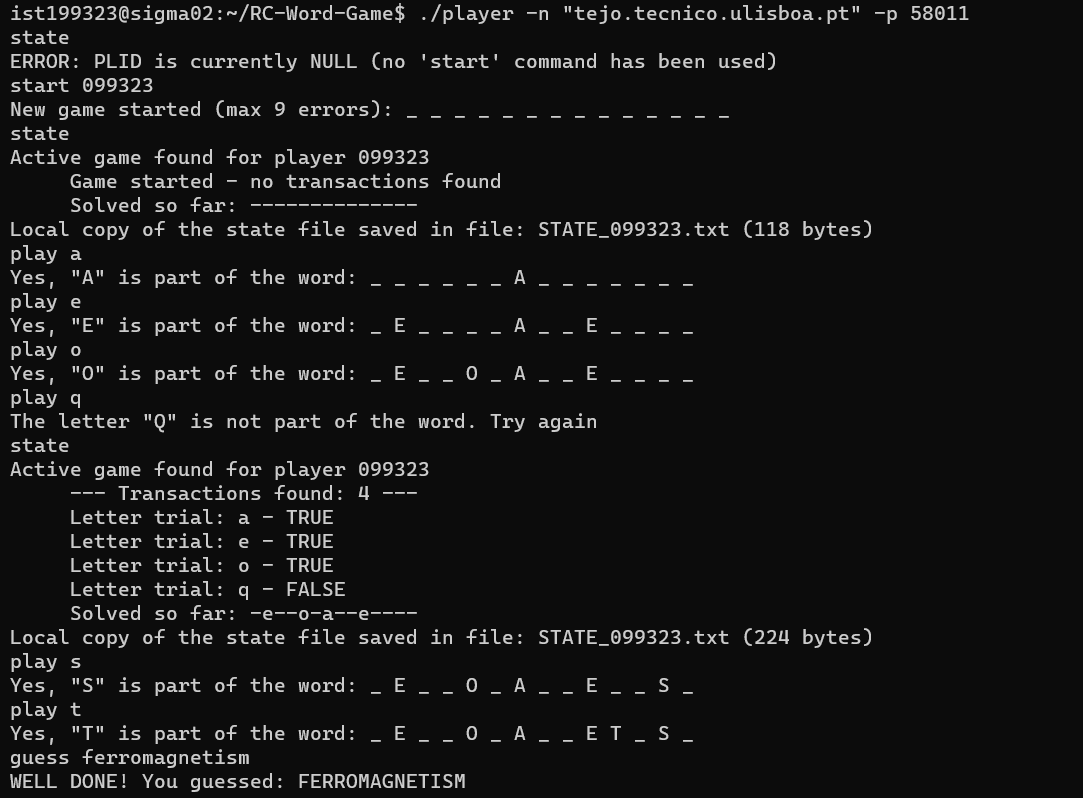 ist199323@sigma02:~/RC-Word-Game$ ./player -n "tejo.tecnico.ulisboa.pt" -p 58011
state
ERROR: PLID is currently NULL (no 'start' command has been used)
start 099323
New game started (max 9 errors): _ _ _ _ _ _ _ _ _ _ _ _ _ _
state
Active game found for player 099323
     Game started - no transactions found
     Solved so far: --------------
Local copy of the state file saved in file: STATE_099323.txt (118 bytes)
play a
Yes, "A" is part of the word: _ _ _ _ _ _ A _ _ _ _ _ _ _
play e
Yes, "E" is part of the word: _ E _ _ _ _ A _ _ E _ _ _ _
play o
Yes, "O" is part of the word: _ E _ _ O _ A _ _ E _ _ _ _
play q
The letter "Q" is not part of the word. Try again
state
Active game found for player 099323
     --- Transactions found: 4 ---
     Letter trial: a - TRUE
     Letter trial: e - TRUE
     Letter trial: o - TRUE
     Letter trial: q - FALSE
     Solved so far: -e--o-a--e----
Local copy of the state file saved in file: STATE_099323.txt (224 bytes)
play s
Yes, "S" is part of the word: _ E _ _ O _ A _ _ E _ _ S _
play t
Yes, "T" is part of the word: _ E _ _ O _ A _ _ E T _ S _
guess ferromagnetism
WELL DONE! You guessed: FERROMAGNETISM